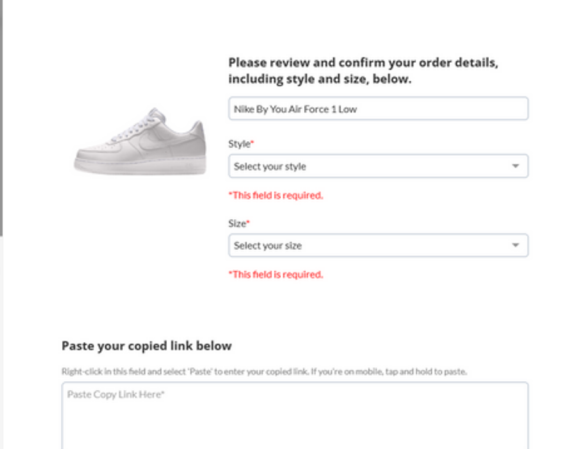 Please review and confirm your order details,
including style and size, below.
Nike By You Air Force 1 Low
Style*
Select your style
*This field is required.
Size*
Select your size
*This field is required.
Paste your copied link below
Right-click in this field and select 'Paste' to enter your copied link. If you're on mobile, tap and hold to paste.
Paste Copy Link Here*